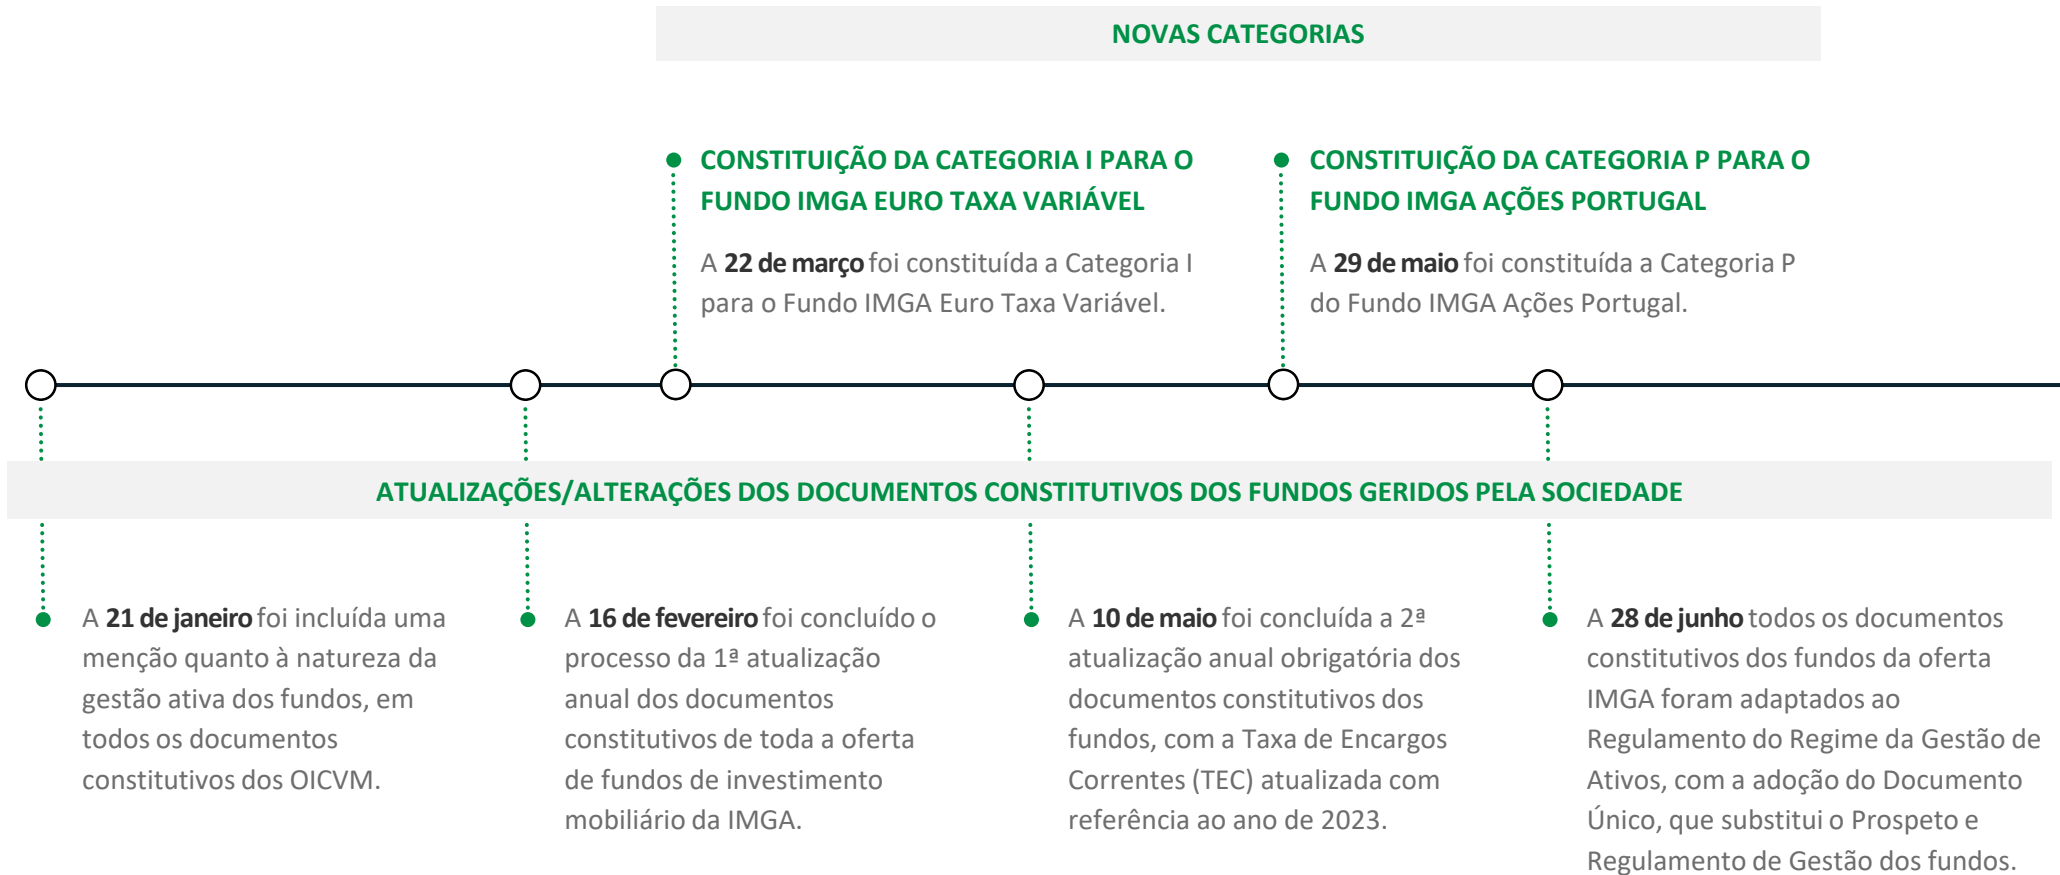 NOVAS CATEGORIAS
CONSTITUIÇÃO DA CATEGORIA I PARA O
FUNDO IMGA EURO TAXA VARIÁVEL
A 22 de março foi constituída a Categoria I
para o Fundo IMGA Euro Taxa Variável.
CONSTITUIÇÃO DA CATEGORIA P PARA O
FUNDO IMGA AÇÕES PORTUGAL
A 29 de maio foi constituída a Categoria P
do Fundo IMGA Ações Portugal.
ATUALIZAÇÕES/ALTERAÇÕES DOS DOCUMENTOS CONSTITUTIVOS DOS FUNDOS GERIDOS PELA SOCIEDADE
A 21 de janeiro foi incluída uma
menção quanto à natureza da
gestão ativa dos fundos, em
todos os documentos
constitutivos dos OICVM.
A 16 de fevereiro foi concluído o
processo da 1ª atualização
anual dos documentos
constitutivos de toda a oferta
de fundos de investimento
mobiliário da IMGA.
A 10 de maio foi concluída a 2ª
atualização anual obrigatória dos
documentos constitutivos dos
fundos, com a Taxa de Encargos
Correntes (TEC) atualizada com
referência ao ano de 2023.
A 28 de junho todos os documentos
constitutivos dos fundos da oferta
IMGA foram adaptados ao
Regulamento do Regime da Gestão de
Ativos, com a adoção do Documento
Único, que substitui o Prospeto e
Regulamento de Gestão dos fundos.